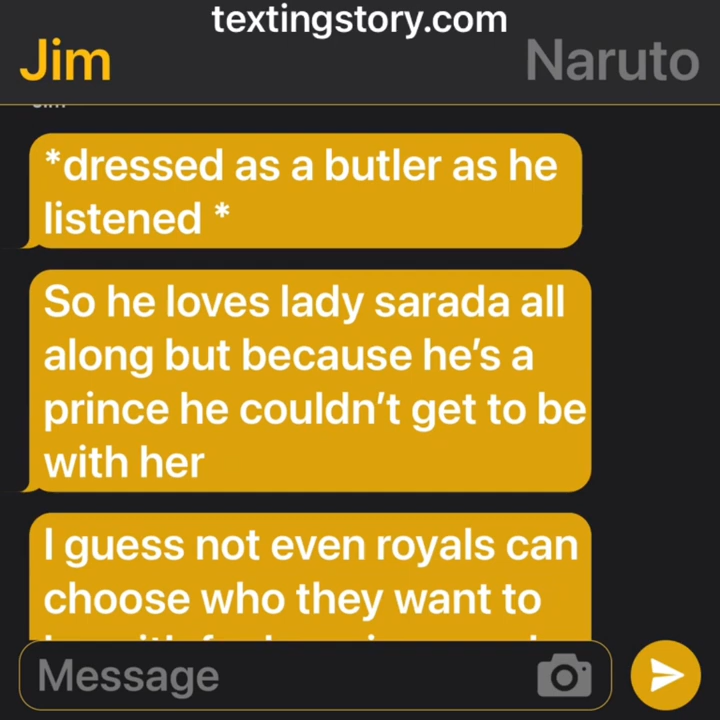 textingstory.com
Jim
Naruto
*dressed as a butler as he
listened *
So he loves lady sarada all
along but because he's a
prince he couldn't get to be
with her
I guess not even royals can
choose who they want to
Message